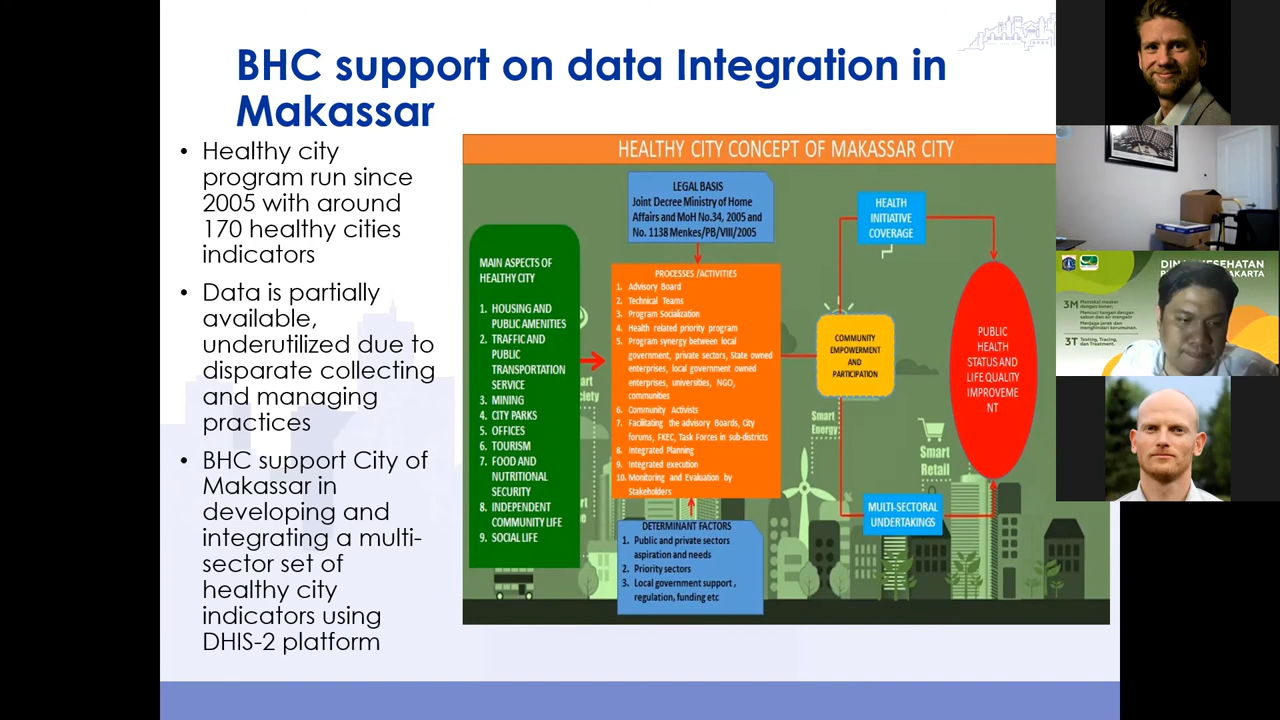 BHC support on data Integration in
Makassar
• Healthy city
program run since
2005 with around
170 healthy cities
indicators
• Data is partially
available,
underutilized due to
disparate collecting
and managing
practices
• BHC support City of
Makassar in
developing and
integrating a multi-
sector set of
healthy city
indicators using
DHIS-2 platform
HEALTHY CITY CONCEPT OF MAKASSAR CITY
MAIN ASPECTS OF
HEALTHY CITY
1. HOUSING AND
PUBLIC AMENITIES
2. TRAFFIC AND
PUBLIC
TRANSPORTATION
SERVICE
3. MINING
4. CITY PARKS
5. OFFICES
6. TOURISM
7. FOOD AND
NUTRITIONAL
SECURITY
8. INDEPENDENT
COMMUNITY LIFE
9. SOCIAL LIFE
LEGAL BASIS
Joint Decree Ministry of Home
Affairs and MoH No.34, 2005 and
No. 1138 Menkes/PB/VIII/2005
PROCESSES /ACTIVITIES
1. Advisory Board
2. Technical Teams
3. Program Socialization
4. Health related priority program
5. Program synergy between local
government, private sectors, State owned
enterprises, local government owned
enterprises, universities, NGO,
communities
6. Community Activists
7. Facilitating the advisory Boards, City
forums, FKEC, Task Forces in sub-districts
8. Integrated Planning
9. Integrated execution
10. Monitoring and Evaluation by
Stakeholders
DETERMINANT FACTORS
1. Public and private sectors
aspiration and needs
2. Priority sectors
3. Local government support ,
regulation, funding etc
HEALTH
INITIATIVE
COVERAGE
COMMUNITY
EMPOWERMENT
AND
PARTICIPATION
MULTI-SECTORAL
UNDERTAKINGS
PUBLIC
HEALTH
STATUS AND
LIFE QUALITY
IMPROVEME
NT
Smart
Energy
Smart
Retail
3M
Menjaga jarak dan
menghindari kerumunan.
3T Testing, Tracing,
dan Treatment.